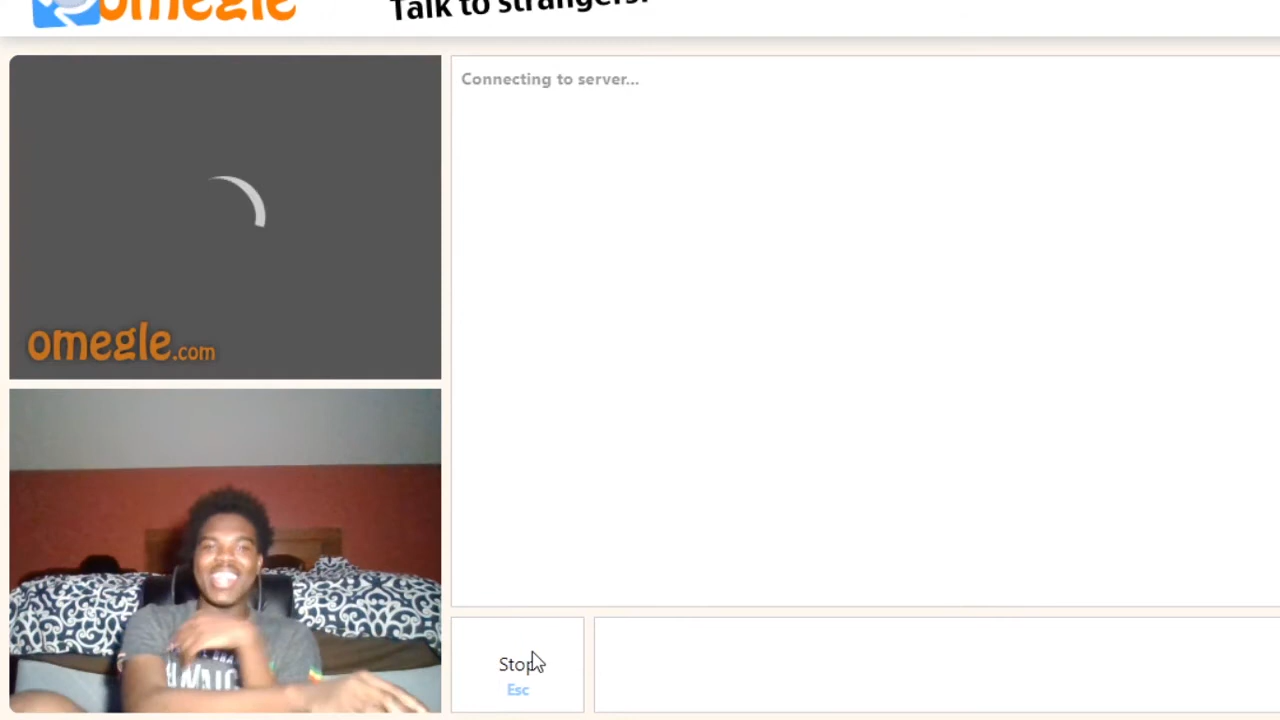 omegle
Talk to strangers!
Connecting to server...
omegle.com
Stop
Esc